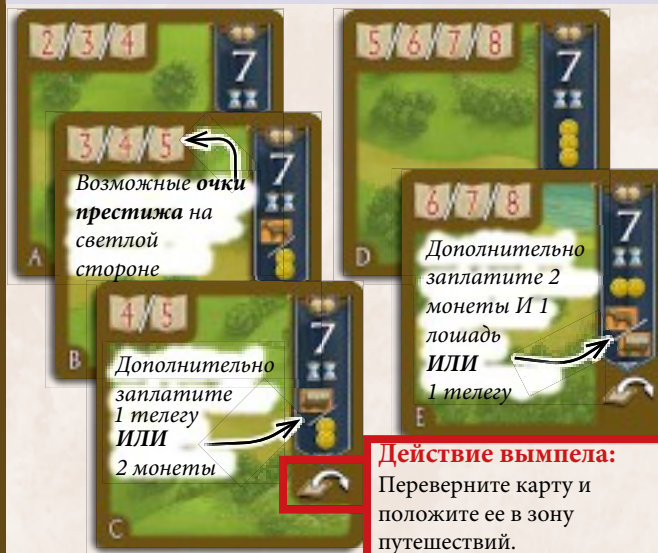 2/3/4
7
5/6/7/8
7
3/4/5
7
Возможные очки
престижа на
светлой
стороне
A
D
6/7/8
7
Дополнительно
заплатите 2
монеты И 1
лошадь
ИЛИ
1 телегу
B
4/5
7
Дополнительно
заплатите
1 телегу
ИЛИ
2 монеты
E
C
Действие вымпела:
Переверните карту и
положите ее в зону
путешествий.